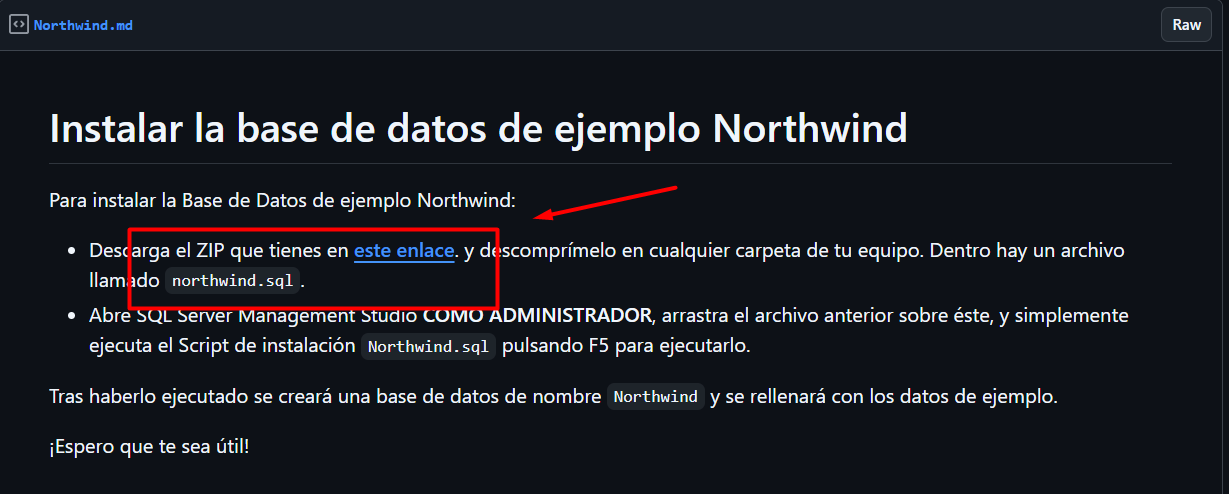 Northwind.md
Raw
Instalar la base de datos de ejemplo Northwind
Para instalar la Base de Datos de ejemplo Northwind:
• Descarga el ZIP que tienes en este enlace. y descomprímelo en cualquier carpeta de tu equipo. Dentro hay un archivo
llamado northwind.sql.
• Abre SQL Server Management Studio COMO ADMINISTRADOR, arrastra el archivo anterior sobre éste, y simplemente
ejecuta el Script de instalación Northwind.sql pulsando F5 para ejecutarlo.
Tras haberlo ejecutado se creará una base de datos de nombre Northwind y se rellenará con los datos de ejemplo.
¡Espero que te sea útil!